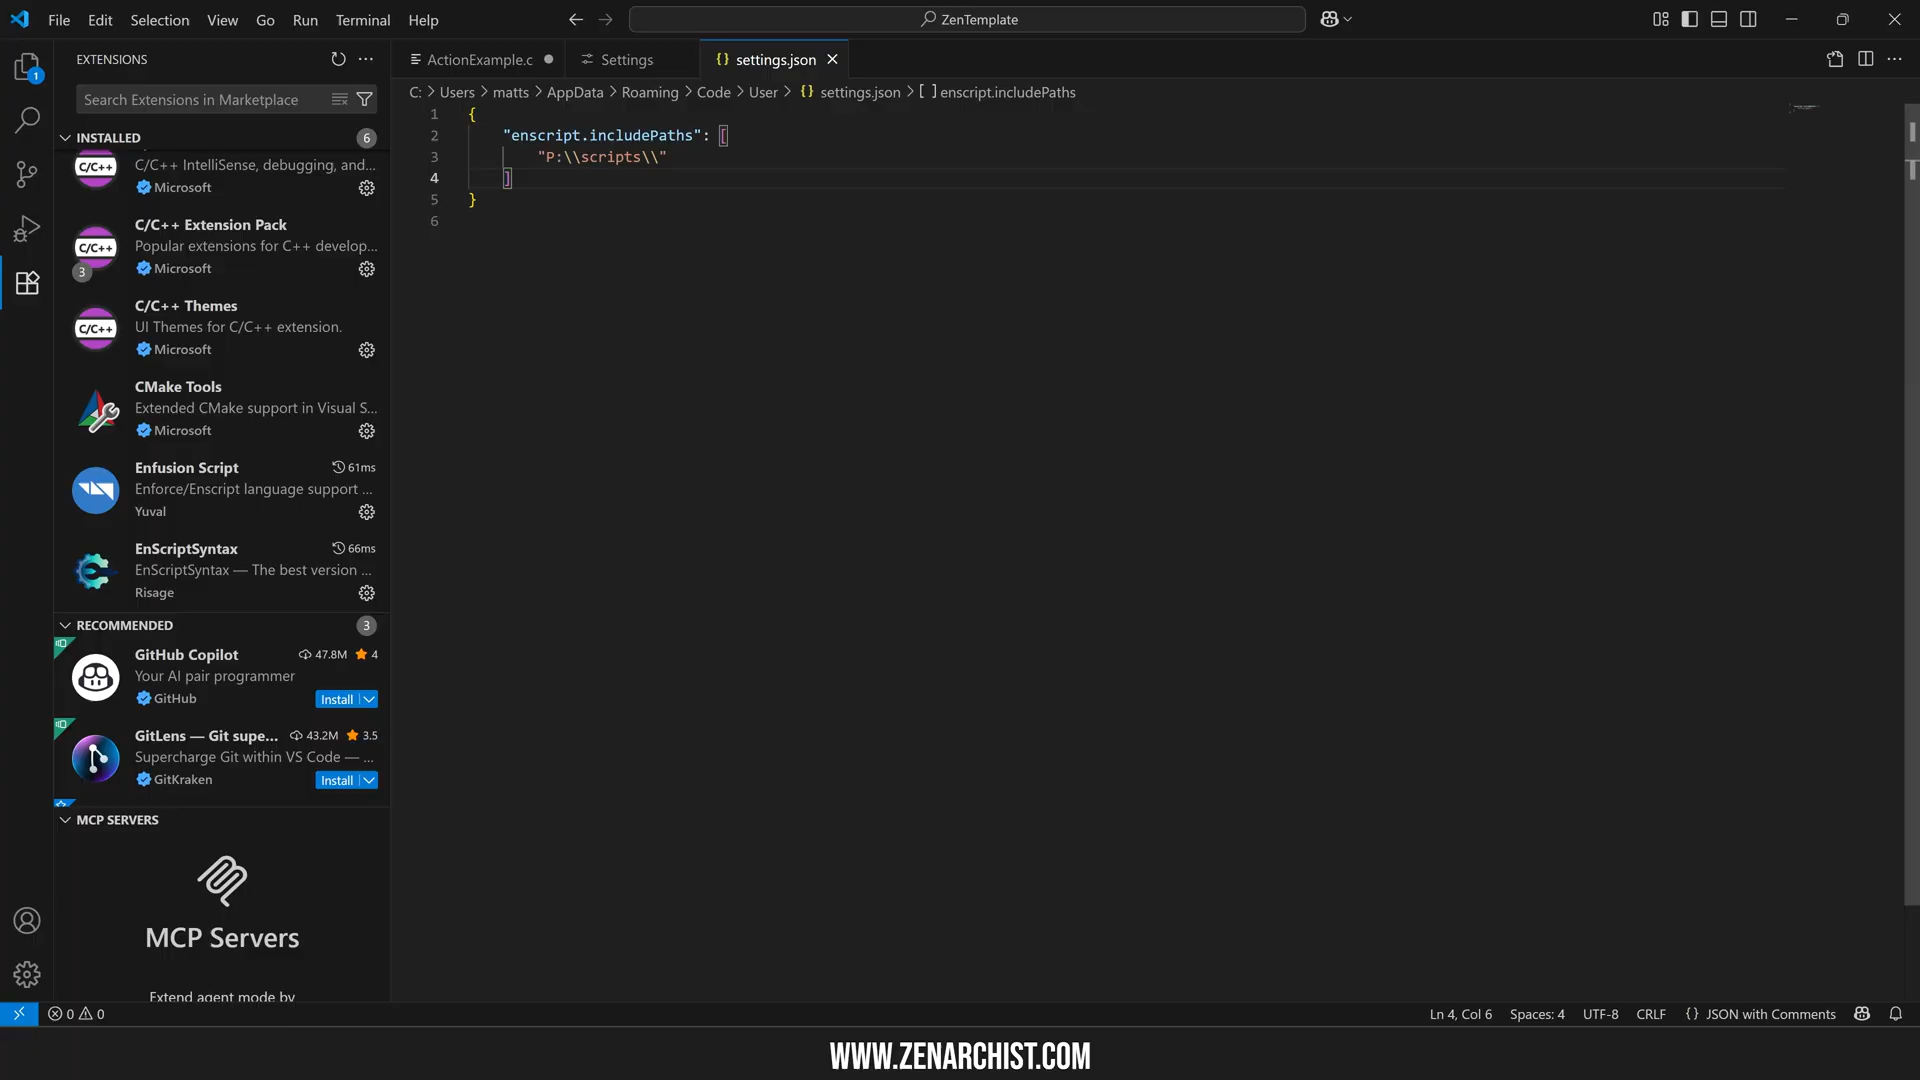 File Edit Selection View Go Run Terminal Help
ZenTemplate
EXTENSIONS
ActionExample.c
Settings
{} settings.json
1
Search Extensions in Marketplace
C: > Users > matts > AppData > Roaming > Code > User > {} settings.json > [ ] enscript.includePaths
INSTALLED 6
C/C++
C/C++ IntelliSense, debugging, and...
Microsoft
C/C++ Extension Pack
C/C++
Popular extensions for C++ develop...
3
Microsoft
C/C++ Themes
C/C++
UI Themes for C/C++ extension.
Microsoft
CMake Tools
Extended CMake support in Visual S...
Microsoft
Enfusion Script 61ms
Enforce/Enscript language support ...
Yuval
EnScriptSyntax 66ms
EnScriptSyntax — The best version ...
Risage
RECOMMENDED 3
GitHub Copilot 47.8M 4
Your AI pair programmer
GitHub Install
GitLens — Git supe... 43.2M 3.5
Supercharge Git within VS Code — ...
GitKraken Install
MCP SERVERS
MCP Servers
Extend agent mode by
1 {
2 "enscript.includePaths": [
3 "P:\\scripts\\"
4 ]
5 }
6
0 0
Ln 4, Col 6 Spaces: 4 UTF-8 CRLF {} JSON with Comments
WWW.ZENARCHIST.COM